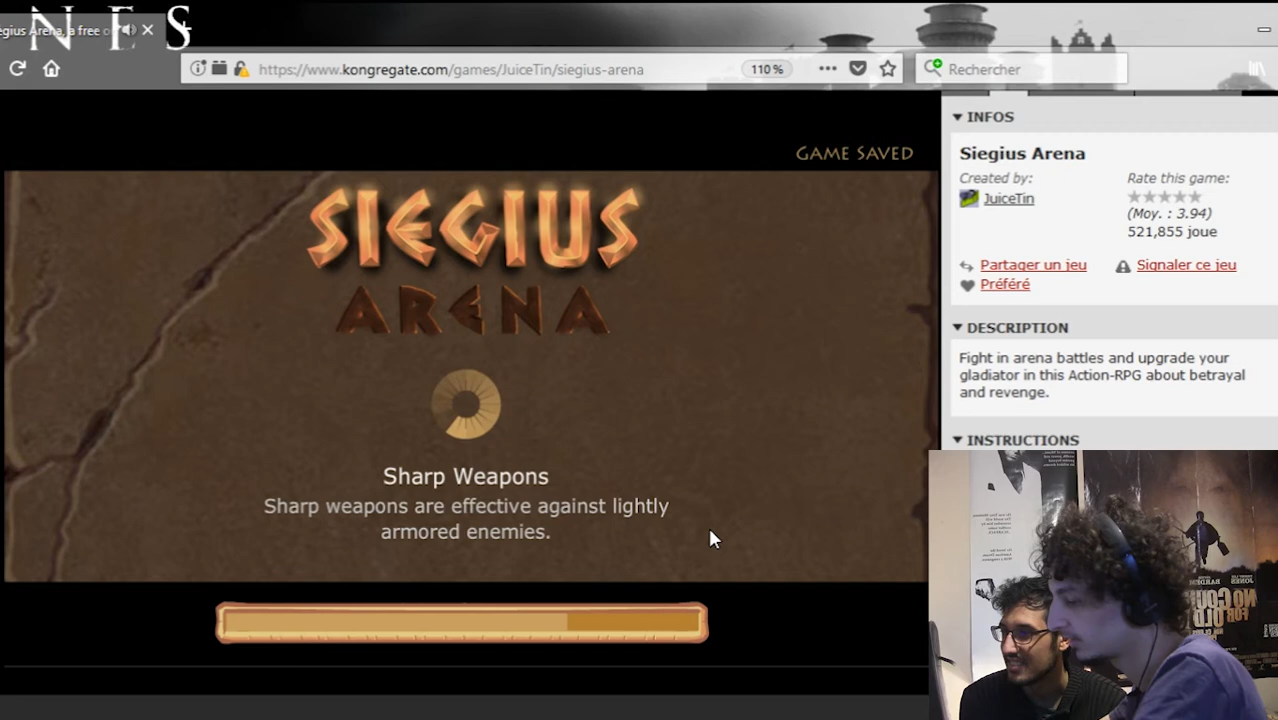 N E S
egius Arena, a free o
https://www.kongregate.com/games/JuiceTin/siegius-arena
110%
Rechercher
GAME SAVED
SIEGIUS
ARENA
Sharp Weapons
Sharp weapons are effective against lightly
armored enemies.
INFOS
Siegius Arena
Created by:
JuiceTin
Rate this game:
(Moy. : 3.94)
521,855 joue
Partager un jeu
Signaler ce jeu
Préféré
DESCRIPTION
Fight in arena battles and upgrade your
gladiator in this Action-RPG about betrayal
and revenge.
INSTRUCTIONS